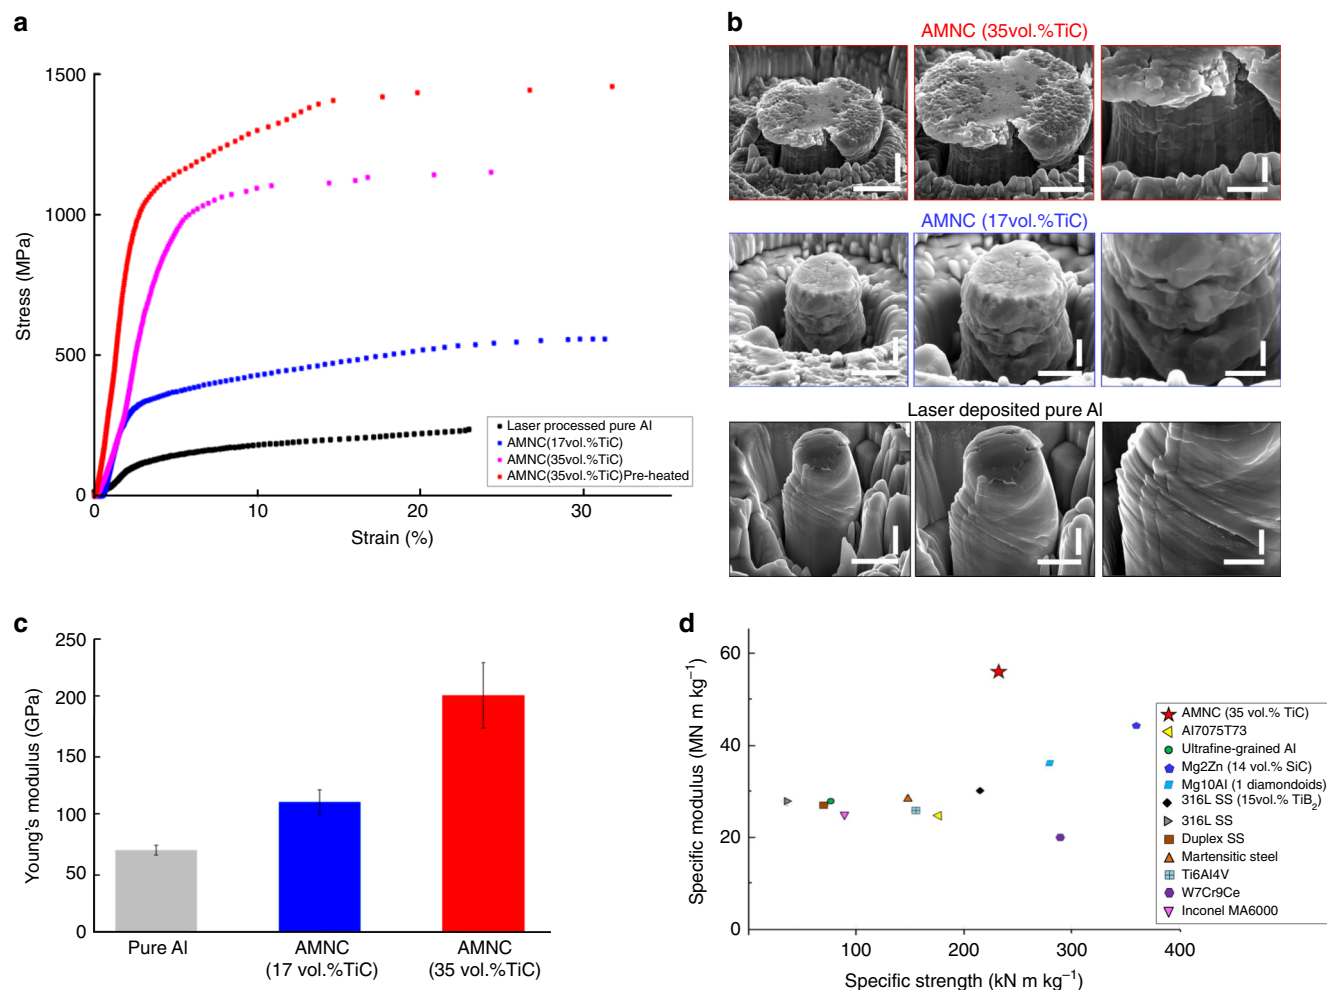 a
1500
1000
500
0
0
10
20
30
Stress (MPa)
Strain (%)
Laser processed pure Al
AMNC(17vol.%TiC)
AMNC(35vol.%TiC)
AMNC(35vol.%TiC)Pre-heated
b
AMNC (35vol.%TiC)
AMNC (17vol.%TiC)
Laser deposited pure Al
c
250
200
150
100
50
0
Young's modulus (GPa)
Pure Al
AMNC
(17 vol.%TiC)
AMNC
(35 vol.%TiC)
d
60
40
20
0
100
200
300
400
Specific modulus (MN m kg⁻¹)
Specific strength (kN m kg⁻¹)
AMNC (35 vol.% TiC)
Al7075T73
Ultrafine-grained Al
Mg2Zn (14 vol.% SiC)
Mg10Al (1 diamondoids)
316L SS (15vol.% TiB₂)
316L SS
Duplex SS
Martensitic steel
Ti6Al4V
W7Cr9Ce
Inconel MA6000